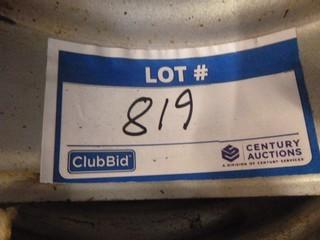 LOT #
819
ClubBid
CENTURY
AUCTIONS
A DIVISION OF CENTURY SERVICES